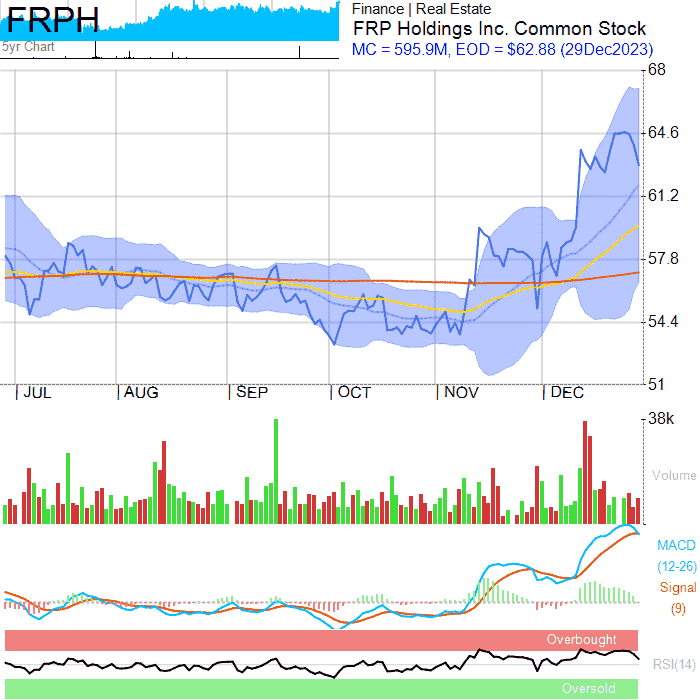 FRPH
5yr Chart
Finance | Real Estate
FRP Holdings Inc. Common Stock
MC = 595.9M, EOD = $62.88 (29Dec2023)
68
64.6
61.2
57.8
54.4
51
JUL AUG SEP OCT NOV DEC
38k
Volume
MACD
(12-26)
Signal
(9)
Overbought
RSI(14)
Oversold